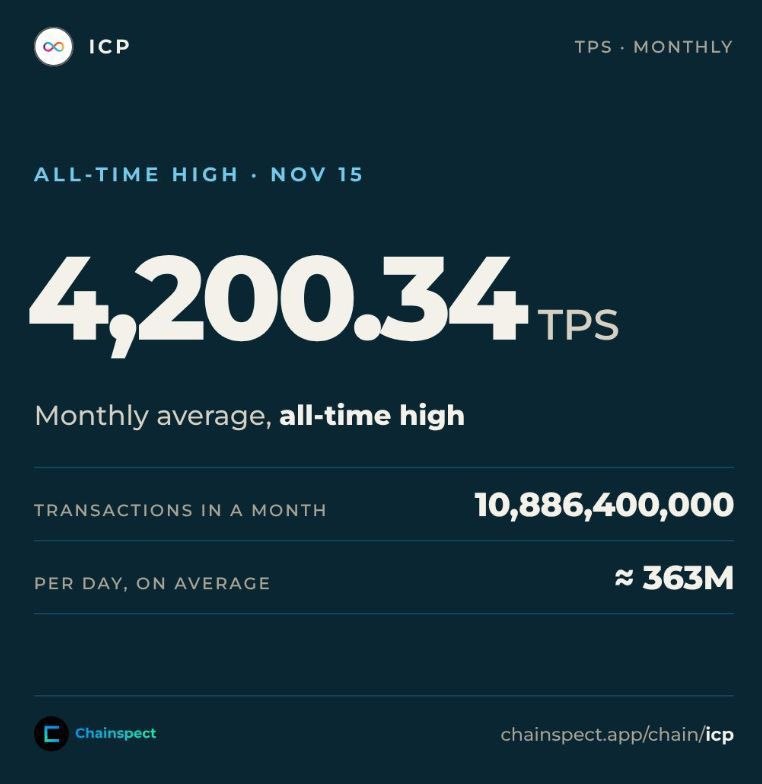 ICP
TPS · MONTHLY
ALL-TIME HIGH · NOV 15
4,200.34 TPS
Monthly average, all-time high
TRANSACTIONS IN A MONTH 10,886,400,000
PER DAY, ON AVERAGE ≈ 363M
Chainspect
chainspect.app/chain/icp